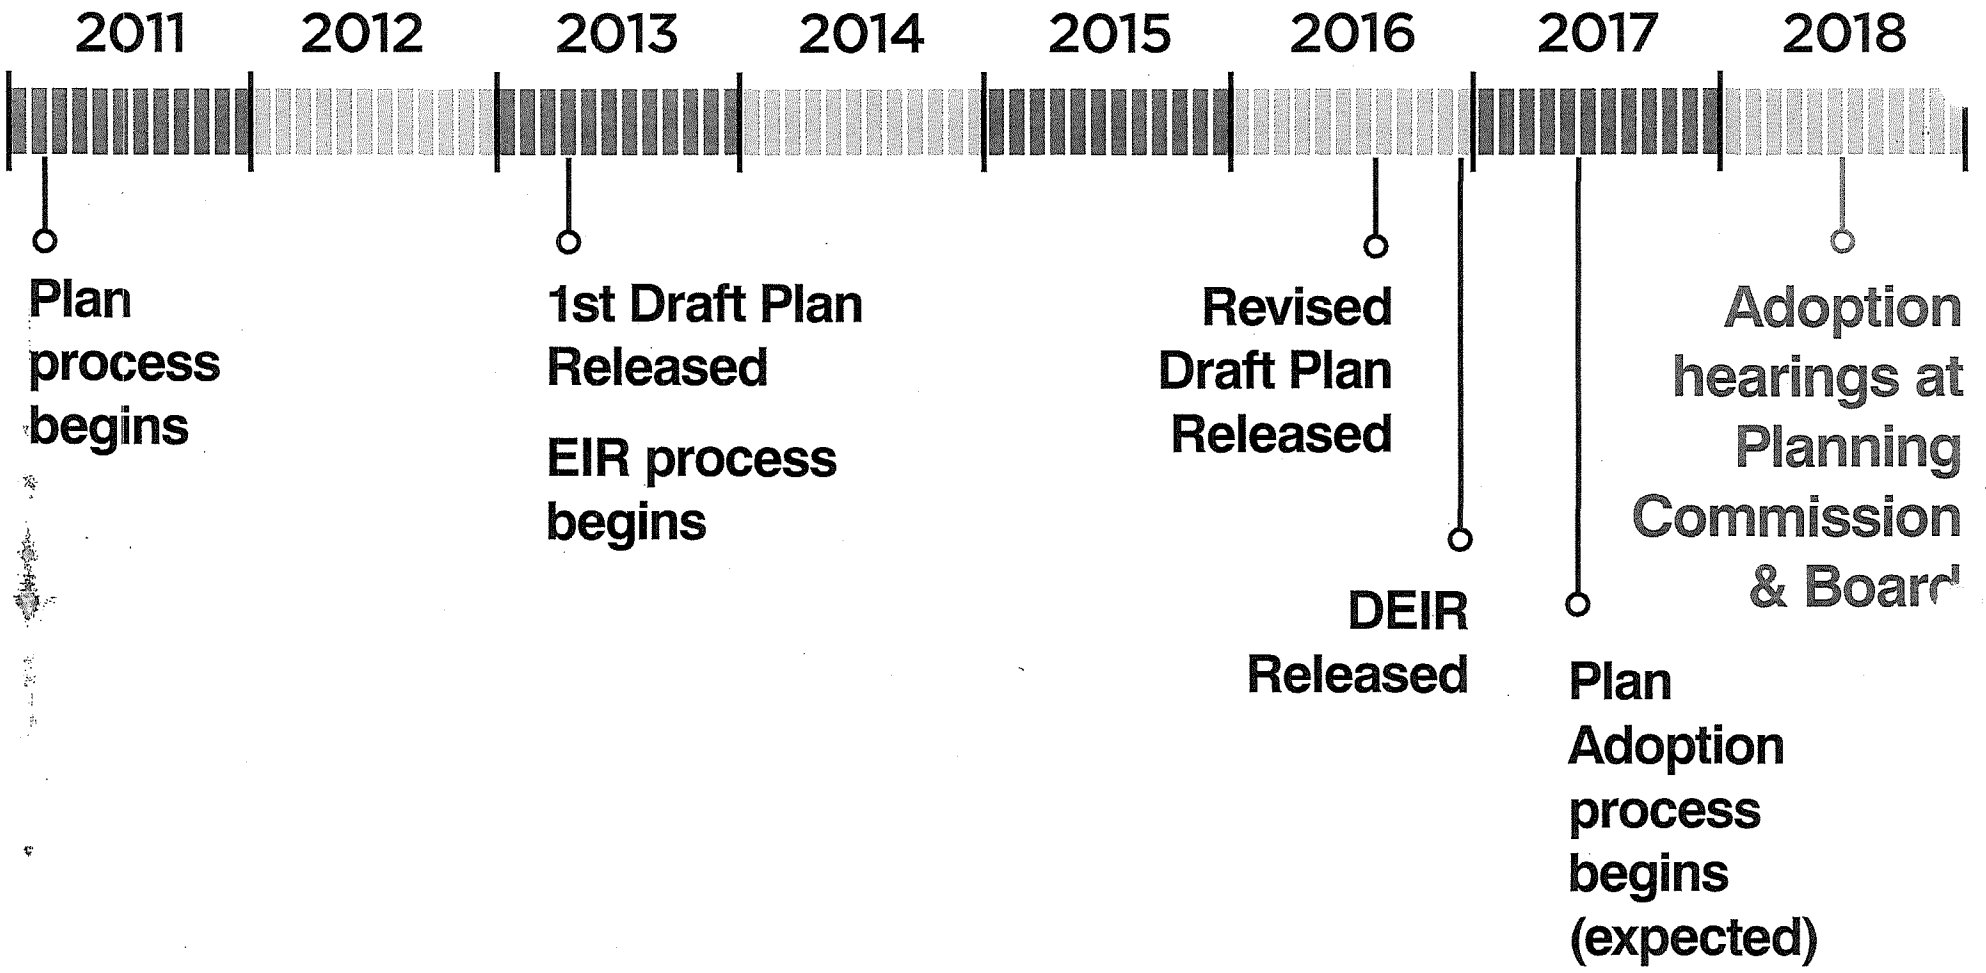 2011 2012 2013 2014 2015 2016 2017 2018
Plan
process
begins
1st Draft Plan
Released
EIR process
begins
Revised
Draft Plan
Released
DEIR
Released
Plan
Adoption
process
begins
(expected)
Adoption
hearings at
Planning
Commission
& Board